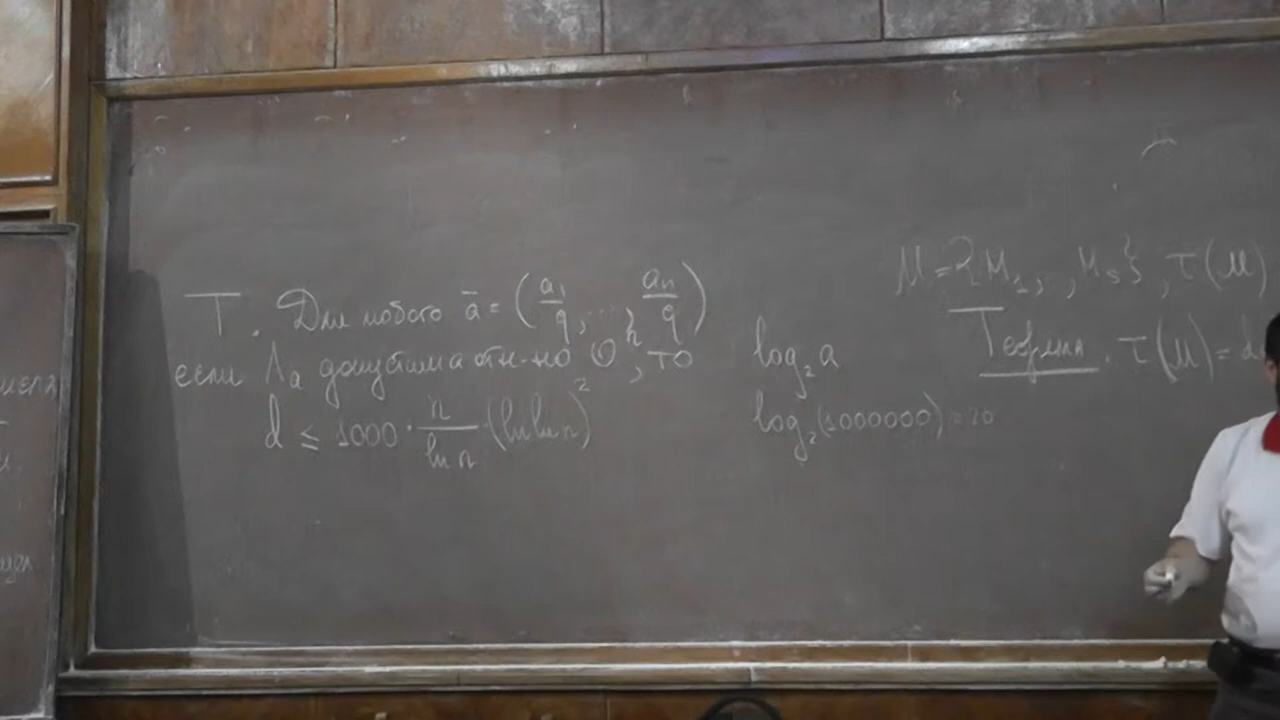 Т. Для любого ā = (a₁/q, ..., aₙ/q)
если Λₐ допустима отн-но O₂ⁿ, то
d ≤ 1000 · n/ln n · (ln ln n)²
log₂ a
log₂(1000000) = 20
M = {M₁, , Mₛ}, τ(M)
Теорема. τ(M) = d